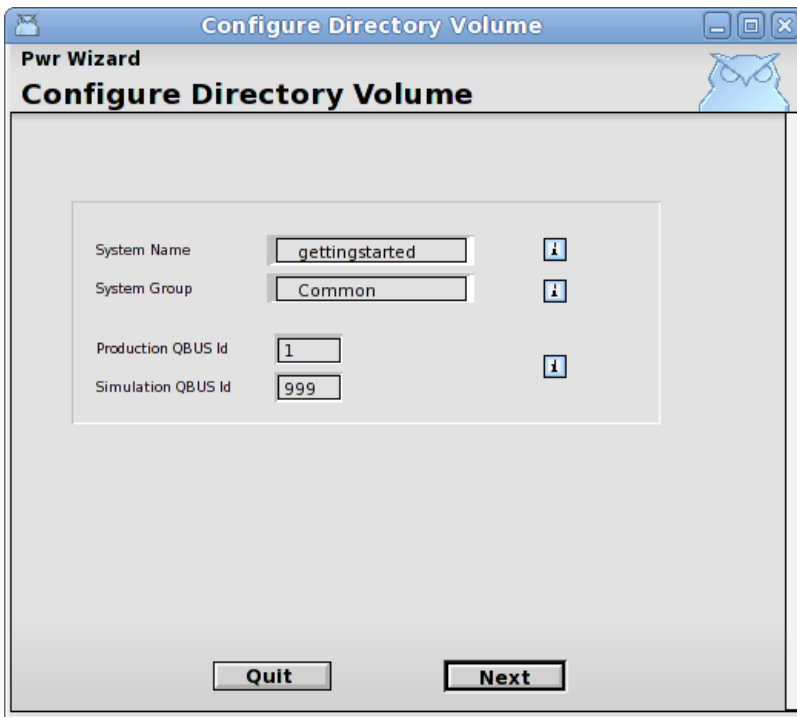 Configure Directory Volume
Pwr Wizard
Configure Directory Volume
System Name gettingstarted i
System Group Common i
Production QBUS Id 1
i
Simulation QBUS Id 999
Quit Next